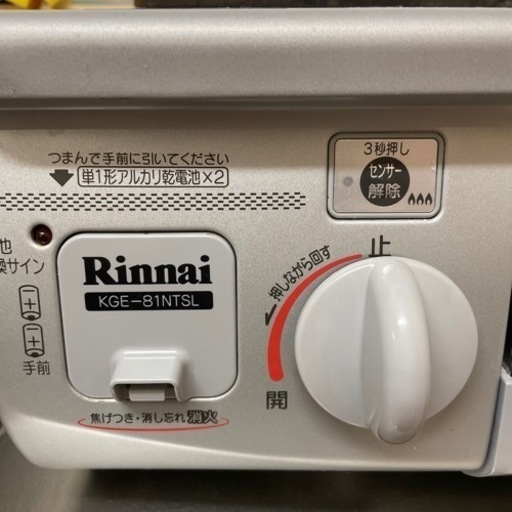 つまんで手前に引いてください
単1形アルカリ乾電池×2
3秒押し
センサー
解除
止
押しながら回す
開
池
換サイン
手前
Rinnai
KGE-81NTSL
焦げつき・消し忘れ消火